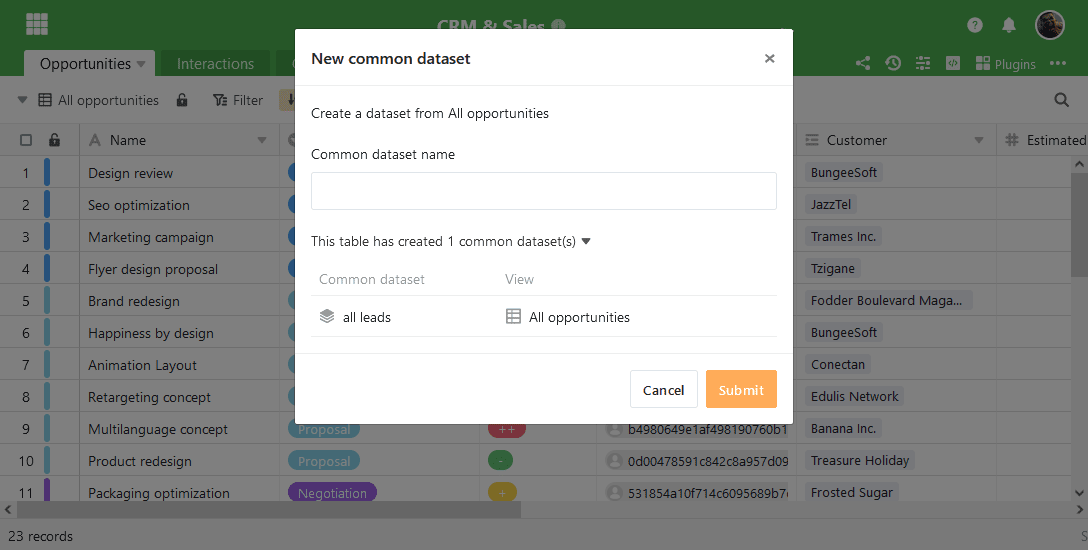 CRM & Sales
Opportunities
Interactions
Plugins
All opportunities
Filter
Name
Customer
Estimated
1 Design review BungeeSoft
2 Seo optimization JazzTel
3 Marketing campaign Trames Inc.
4 Flyer design proposal Tzigane
5 Brand redesign Fodder Boulevard Maga...
6 Happiness by design BungeeSoft
7 Animation Layout Conectan
8 Retargeting concept Edulis Network
9 Multilanguage concept Proposal ++ b4980649e1af498190760b1 Banana Inc.
10 Product redesign Proposal - 0d00478591c842c8a957d09 Treasure Holiday
11 Packaging optimization Negotiation + 531854a10f714c6095689b7 Frosted Sugar
23 records
New common dataset
Create a dataset from All opportunities
Common dataset name
This table has created 1 common dataset(s)
Common dataset View
all leads All opportunities
Cancel Submit